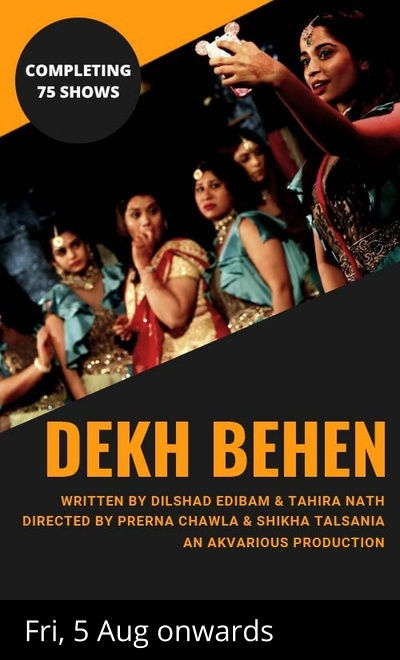 COMPLETING
75 SHOWS
DEKH BEHEN
WRITTEN BY DILSHAD EDIBAM & TAHIRA NATH
DIRECTED BY PRERNA CHAWLA & SHIKHA TALSANIA
AN AKVARIOUS PRODUCTION
Fri, 5 Aug onwards